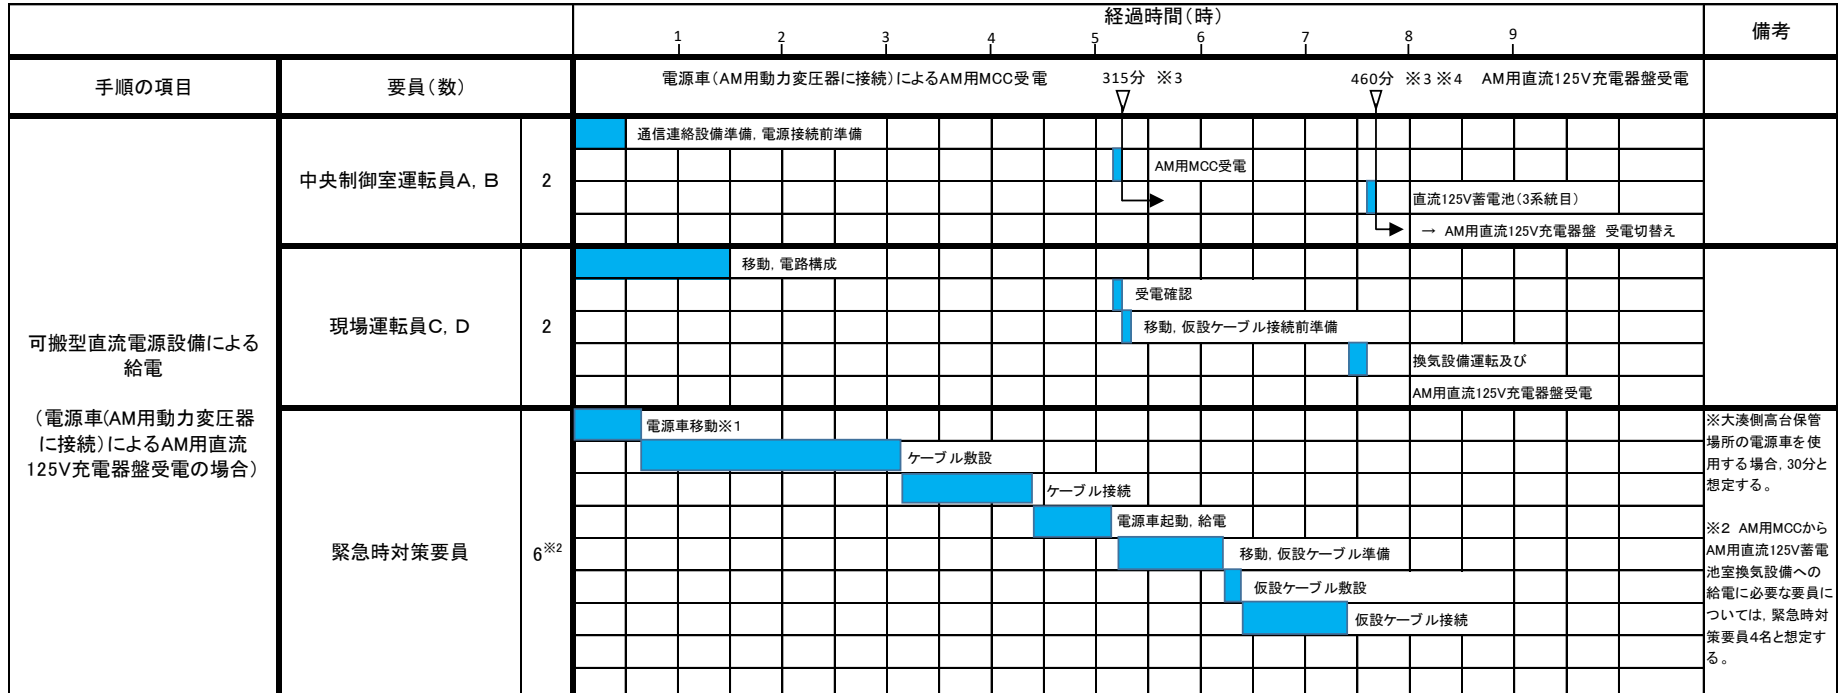 経過時間(時)
備考
1 2 3 4 5 6 7 8 9
手順の項目
要員(数)
電源車(AM用動力変圧器に接続)によるAM用MCC受電
315分 ※3
460分 ※3 ※4 AM用直流125V充電器盤受電
可搬型直流電源設備による
給電
(電源車(AM用動力変圧器
に接続)によるAM用直流
125V充電器盤受電の場合)
中央制御室運転員A, B
2
通信連絡設備準備, 電源接続前準備
AM用MCC受電
直流125V蓄電池(3系統目)
→ AM用直流125V充電器盤 受電切替え
現場運転員C, D
2
移動, 電路構成
受電確認
移動, 仮設ケーブル接続前準備
換気設備運転及び
AM用直流125V充電器盤受電
緊急時対策要員
6※2
電源車移動※1
ケーブル敷設
ケーブル接続
電源車起動, 給電
移動, 仮設ケーブル準備
仮設ケーブル敷設
仮設ケーブル接続
※大湊側高台保管
場所の電源車を使
用する場合, 30分と
想定する。
※2 AM用MCCから
AM用直流125V蓄電
池室換気設備への
給電に必要な要員に
ついては, 緊急時対
策要員4名と想定す
る。